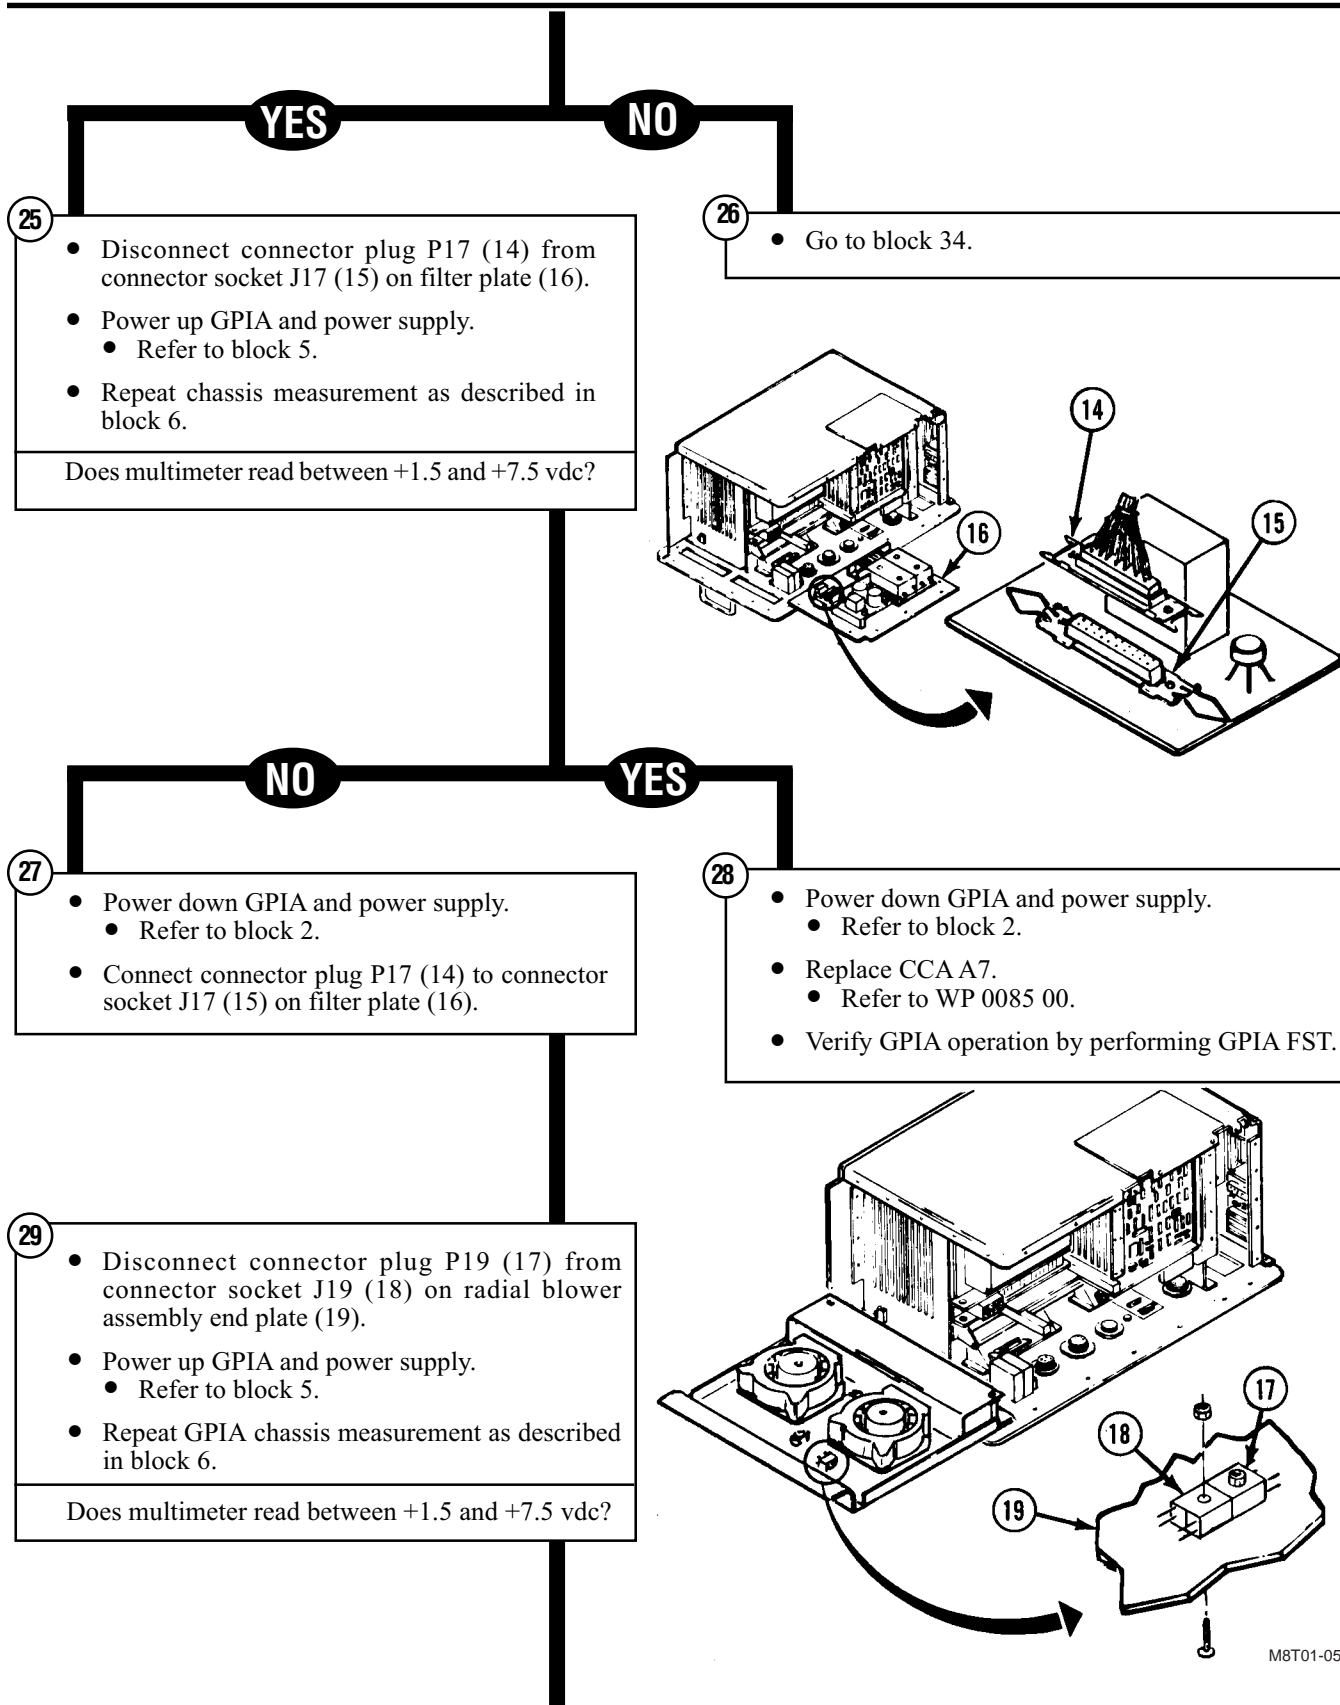 YES
NO
25
• Disconnect connector plug P17 (14) from
connector socket J17 (15) on filter plate (16).
• Power up GPIA and power supply.
• Refer to block 5.
• Repeat chassis measurement as described in
block 6.
Does multimeter read between +1.5 and +7.5 vdc?
26
• Go to block 34.
14
15
16
NO
YES
27
• Power down GPIA and power supply.
• Refer to block 2.
• Connect connector plug P17 (14) to connector
socket J17 (15) on filter plate (16).
28
• Power down GPIA and power supply.
• Refer to block 2.
• Replace CCA A7.
• Refer to WP 0085 00.
• Verify GPIA operation by performing GPIA FST.
29
• Disconnect connector plug P19 (17) from
connector socket J19 (18) on radial blower
assembly end plate (19).
• Power up GPIA and power supply.
• Refer to block 5.
• Repeat GPIA chassis measurement as described
in block 6.
Does multimeter read between +1.5 and +7.5 vdc?
17
18
19
M8T01-05